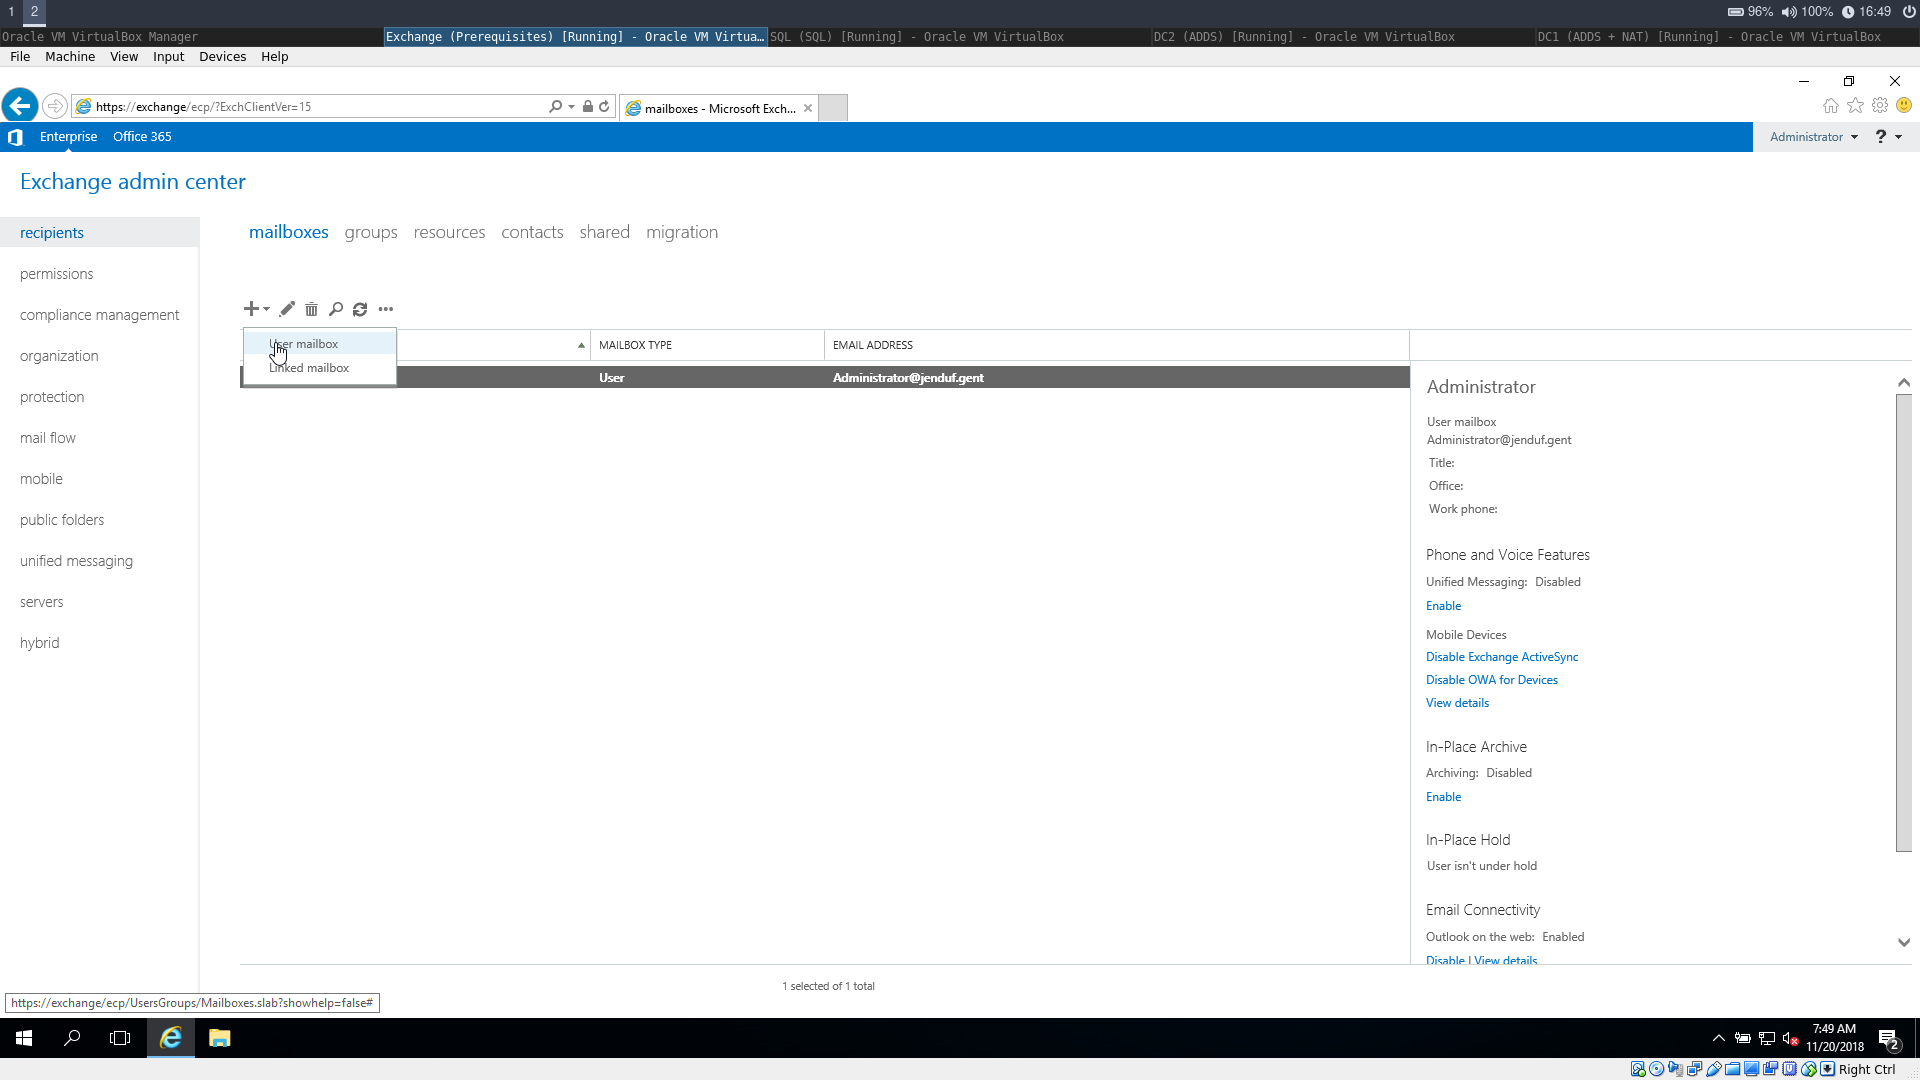 1 2 96% 100% 16:49
Oracle VM VirtualBox Manager Exchange (Prerequisites) [Running] - Oracle VM Virtua... SQL (SQL) [Running] - Oracle VM VirtualBox DC2 (ADDS) [Running] - Oracle VM VirtualBox DC1 (ADDS + NAT) [Running] - Oracle VM VirtualBox
File Machine View Input Devices Help
https://exchange/ecp/?ExchClientVer=15 mailboxes - Microsoft Exch...
Enterprise Office 365 Administrator ?
Exchange admin center
recipients
permissions
compliance management
organization
protection
mail flow
mobile
public folders
unified messaging
servers
hybrid
mailboxes groups resources contacts shared migration
User mailbox
Linked mailbox
MAILBOX TYPE EMAIL ADDRESS
User Administrator@jenduf.gent
Administrator
User mailbox
Administrator@jenduf.gent
Title:
Office:
Work phone:
Phone and Voice Features
Unified Messaging: Disabled
Enable
Mobile Devices
Disable Exchange ActiveSync
Disable OWA for Devices
View details
In-Place Archive
Archiving: Disabled
Enable
In-Place Hold
User isn't under hold
Email Connectivity
Outlook on the web: Enabled
Disable | View details
1 selected of 1 total
https://exchange/ecp/UsersGroups/Mailboxes.slab?showhelp=false#
7:49 AM
11/20/2018
2
Right Ctrl